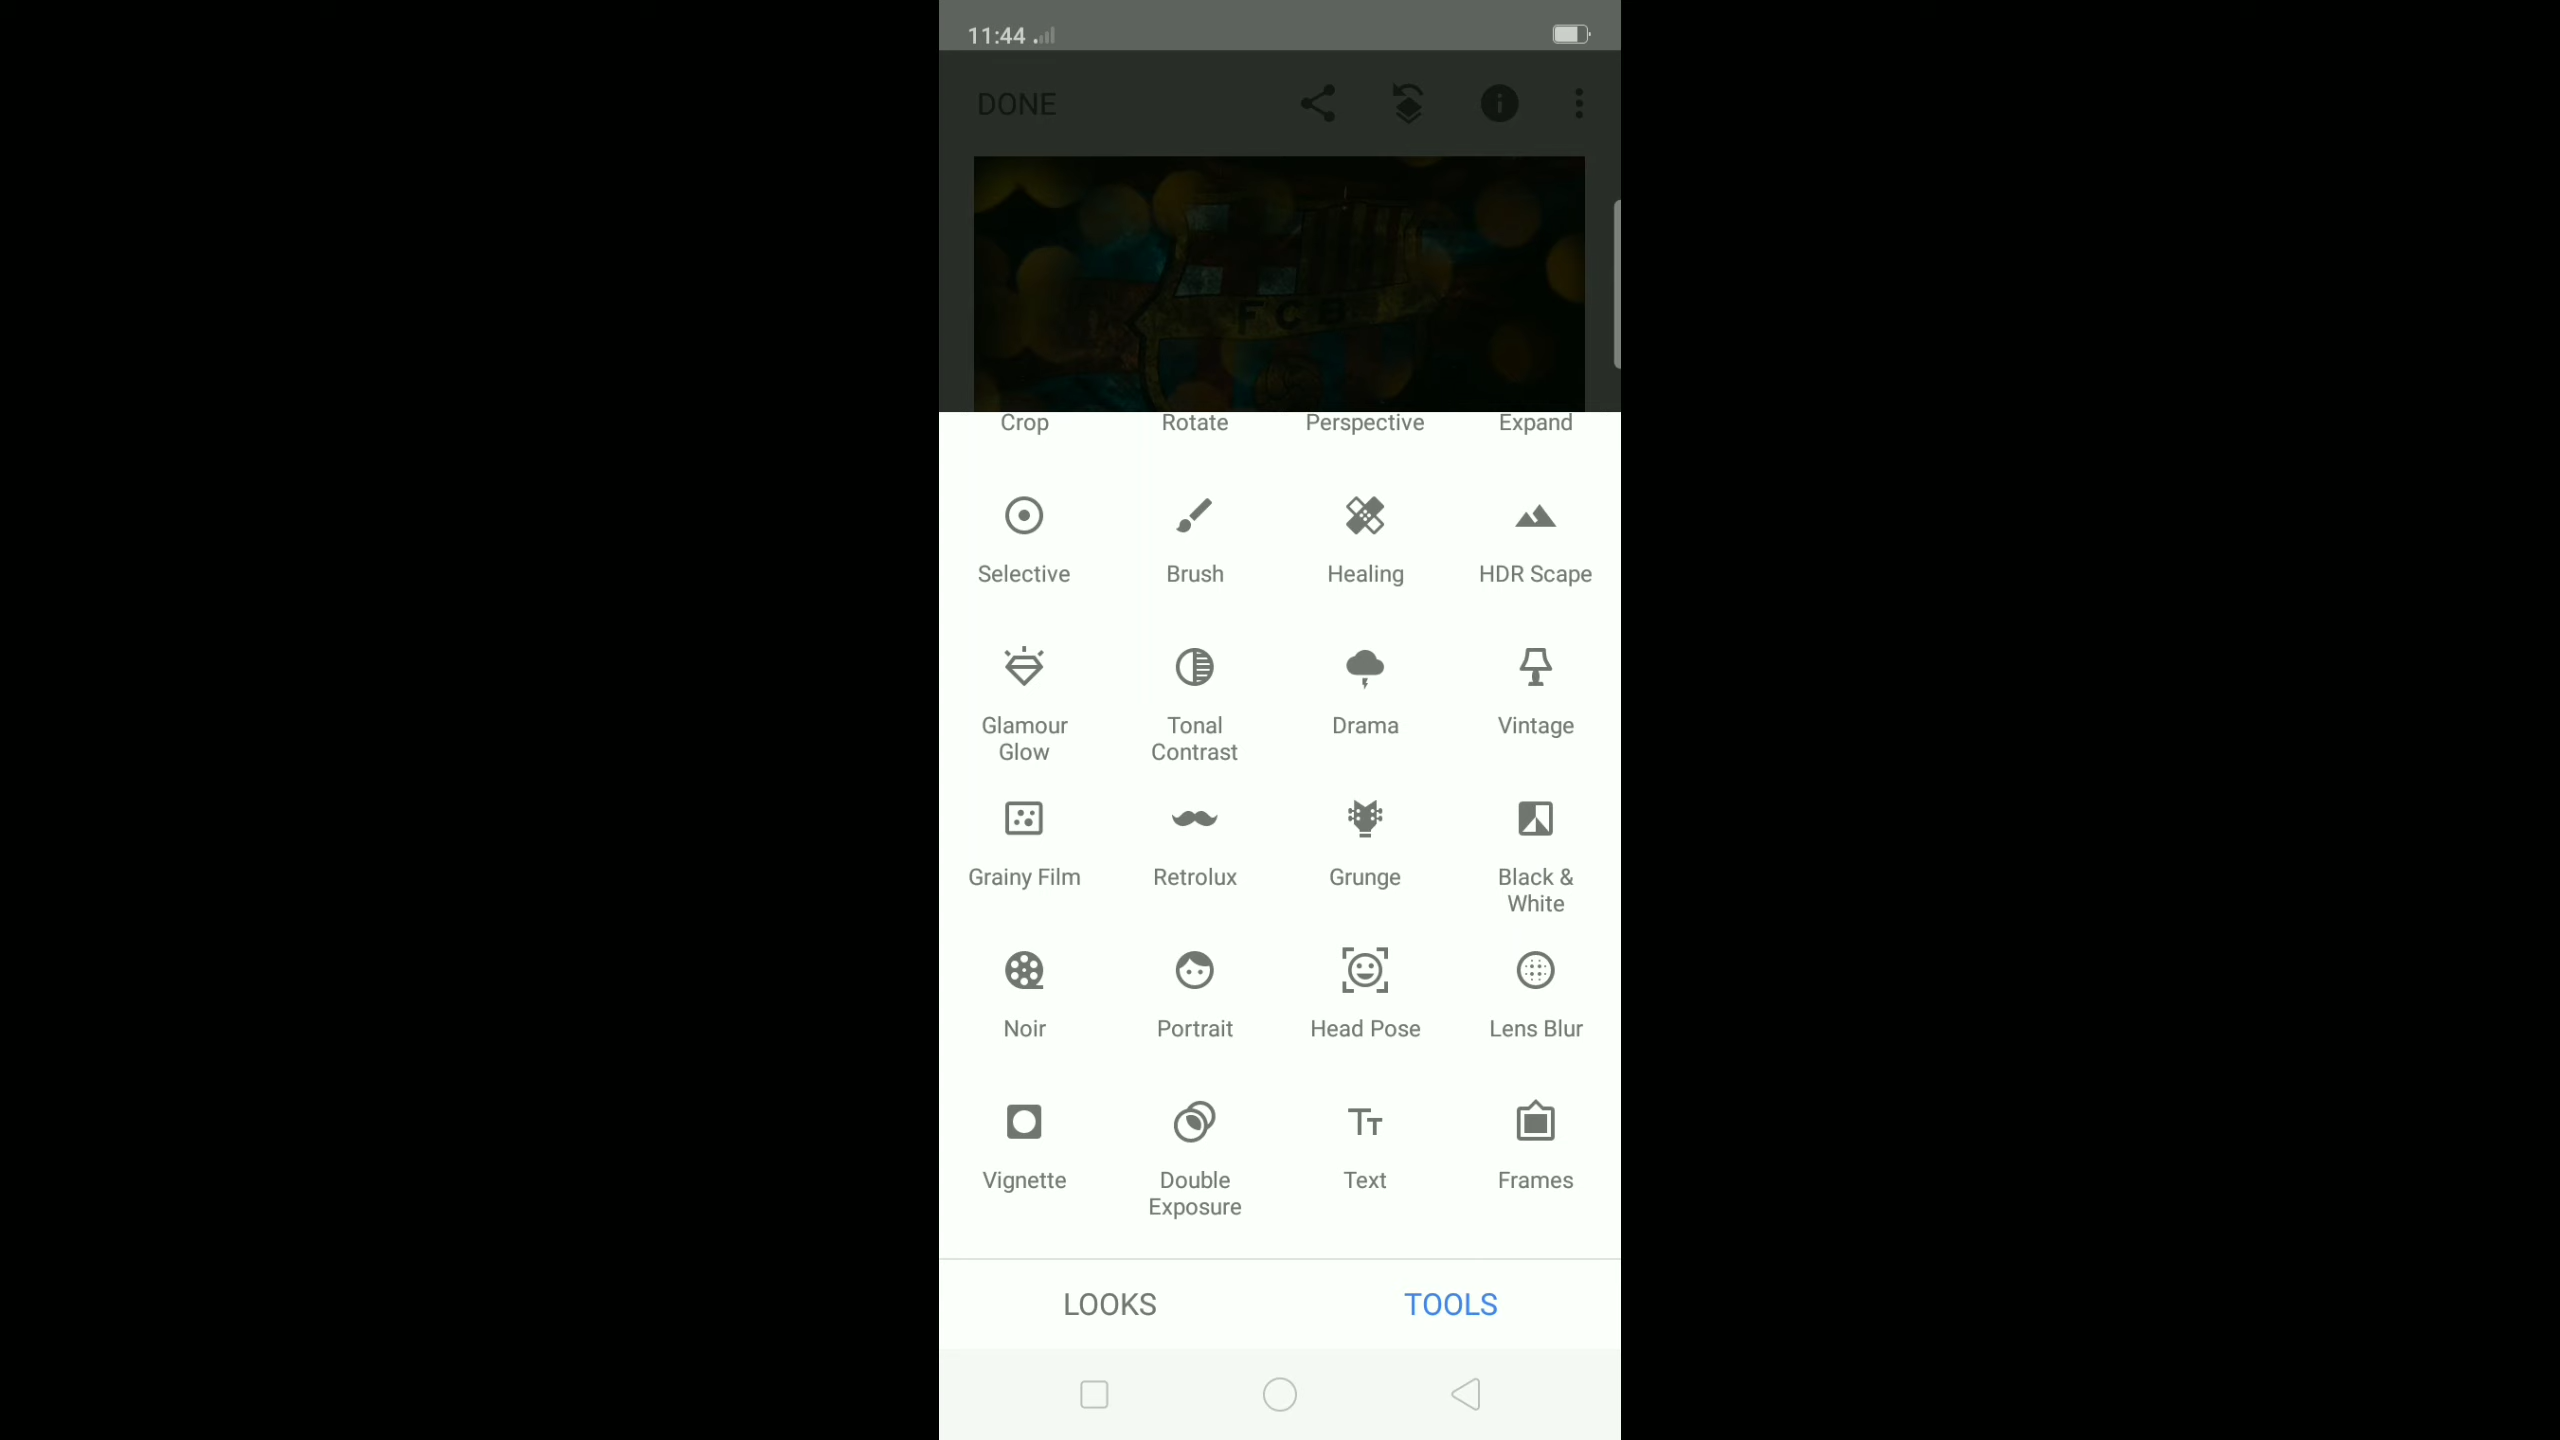 11:44
DONE
FCB
Crop Rotate Perspective Expand
Selective Brush Healing HDR Scape
Glamour Glow Tonal Contrast Drama Vintage
Grainy Film Retrolux Grunge Black & White
Noir Portrait Head Pose Lens Blur
Vignette Double Exposure Text Frames
LOOKS TOOLS